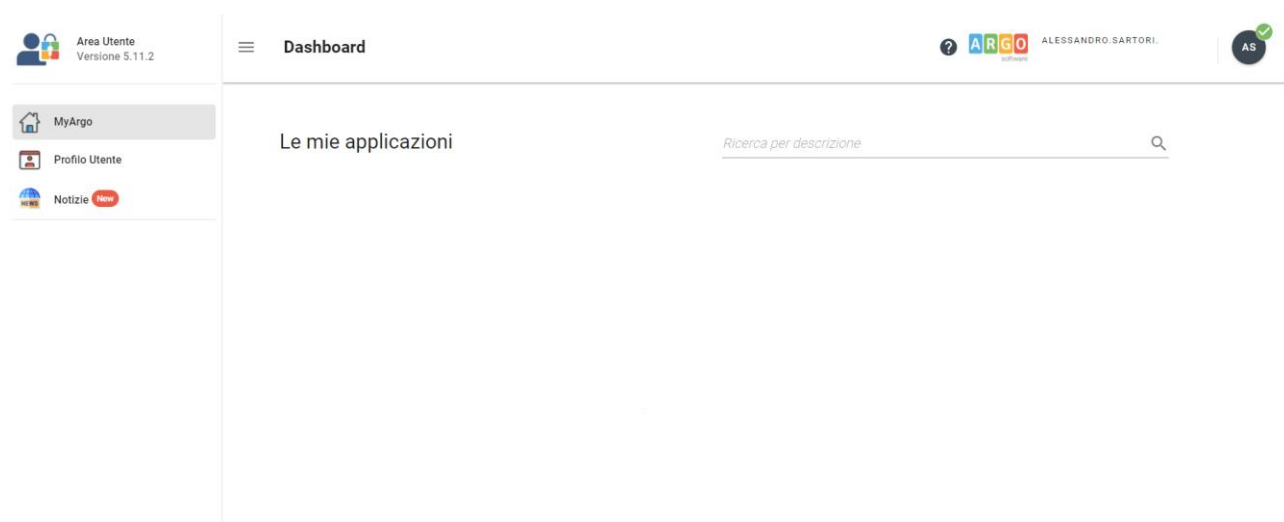 Area Utente
Versione 5.11.2
Dashboard
ARGO
software
ALESSANDRO.SARTORI.
AS
MyArgo
Profilo Utente
NEWS
Notizie New
Le mie applicazioni
Ricerca per descrizione